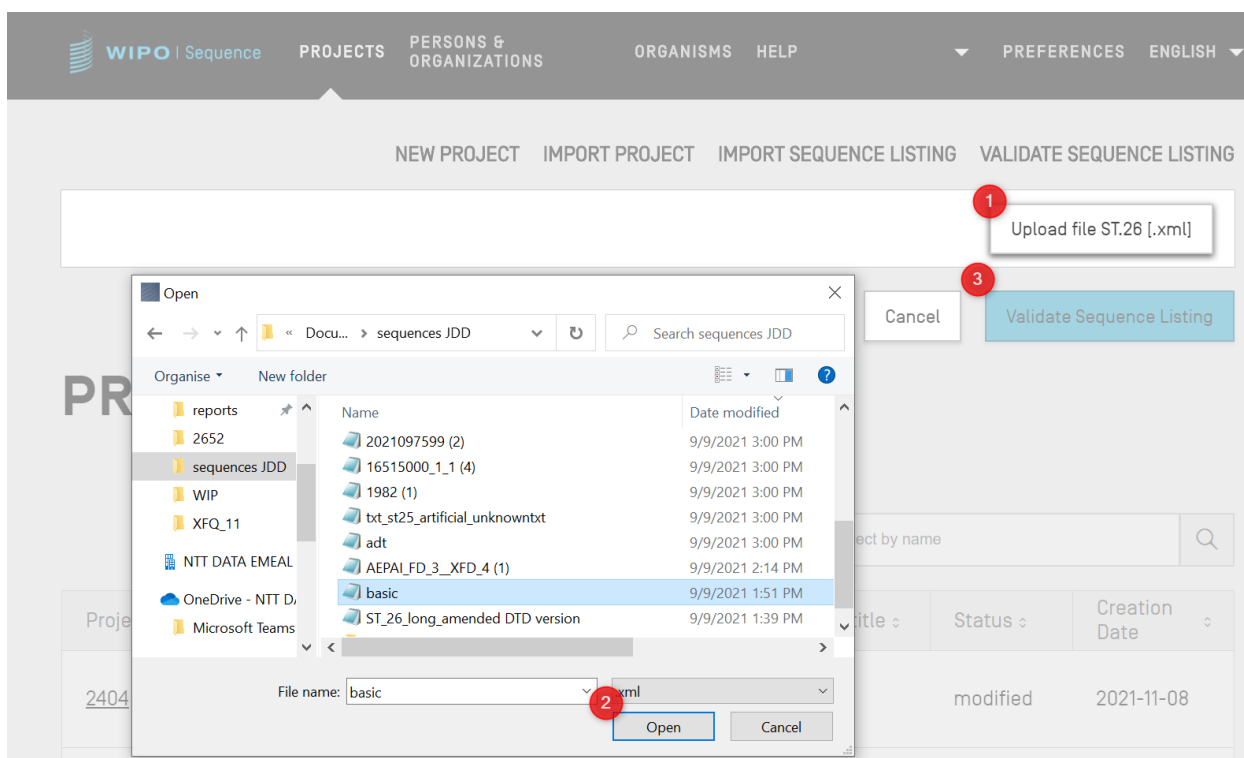 WIPO | Sequence PROJECTS PERSONS & ORGANIZATIONS ORGANISMS HELP PREFERENCES ENGLISH
NEW PROJECT IMPORT PROJECT IMPORT SEQUENCE LISTING VALIDATE SEQUENCE LISTING
1
Upload file ST.26 [.xml]
3
Cancel Validate Sequence Listing
Open
« Docu... > sequences JDD Search sequences JDD
Organise New folder
PR
Name Date modified
reports
2652
sequences JDD
WIP
XFQ_11
NTT DATA EMEAL
OneDrive - NTT D
Microsoft Teams
2021097599 (2) 9/9/2021 3:00 PM
16515000_1_1 (4) 9/9/2021 3:00 PM
1982 (1) 9/9/2021 3:00 PM
txt_st25_artificial_unknowntxt 9/9/2021 3:00 PM
adt 9/9/2021 3:00 PM
AEPAI_FD_3__XFD_4 (1) 9/9/2021 2:14 PM
basic 9/9/2021 1:51 PM
ST_26_long_amended DTD version 9/9/2021 1:39 PM
ect by name
Proje title Status Creation Date
File name: basic xml
2
Open Cancel
2404 modified 2021-11-08